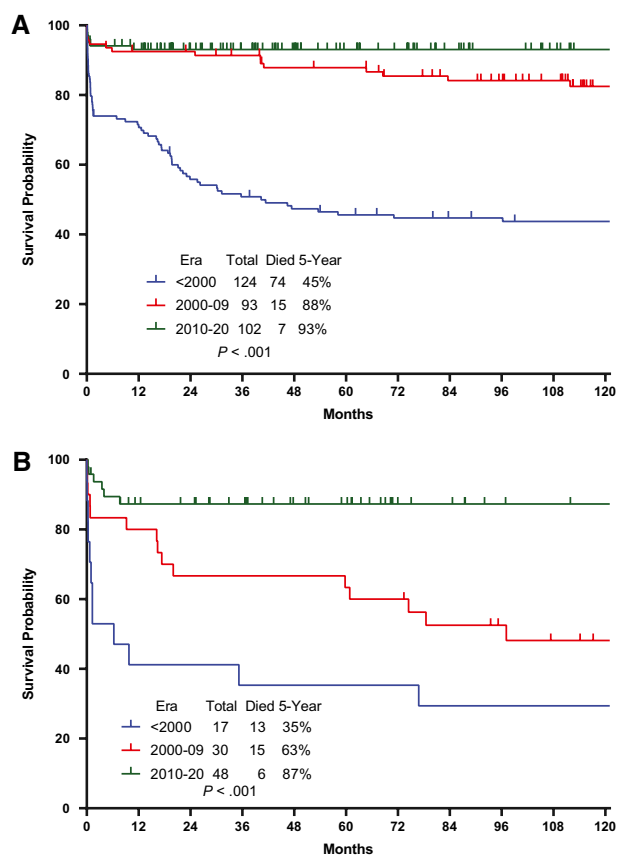 A
100
80
60
40
20
0
Survival Probability
Era Total Died 5-Year
<2000 124 74 45%
2000-09 93 15 88%
2010-20 102 7 93%
P < .001
0 12 24 36 48 60 72 84 96 108 120
Months
B
100
80
60
40
20
0
Survival Probability
Era Total Died 5-Year
<2000 17 13 35%
2000-09 30 15 63%
2010-20 48 6 87%
P < .001
0 12 24 36 48 60 72 84 96 108 120
Months